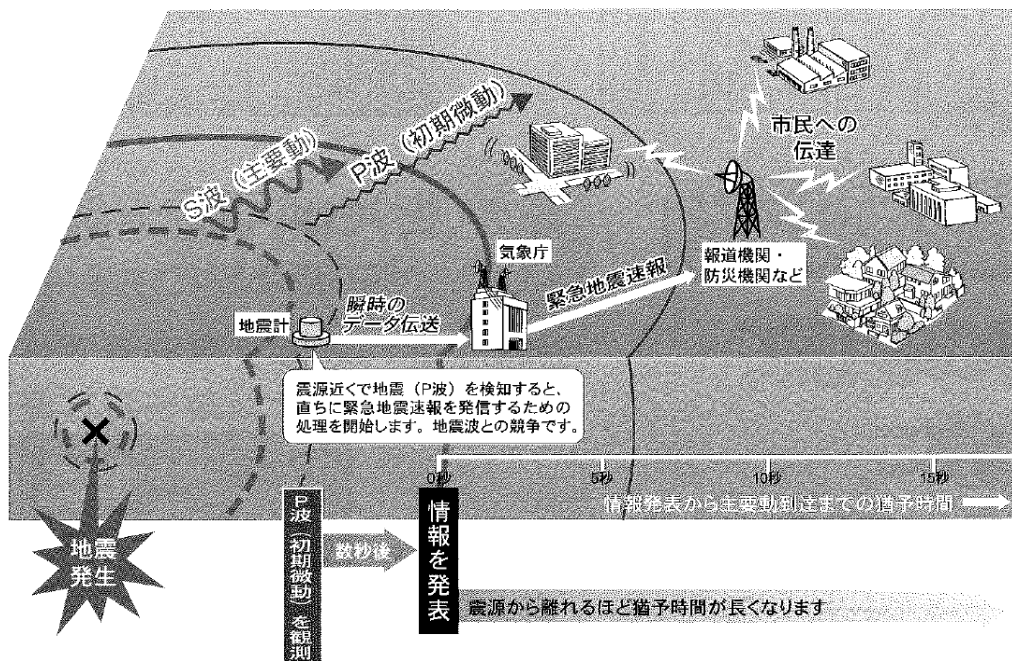 市民への
伝達
P波（初期微動）
S波（主要動）
気象庁
報道機関・
防災機関など
緊急地震速報
地震計
瞬時の
データ伝送
震源近くで地震（P波）を検知すると、
直ちに緊急地震速報を発信するための
処理を開始します。地震波との競争です。
0秒
5秒
10秒
15秒
情報発表から主要動到達までの猶予時間
地震
発生
P波（初期微動）を観測
数秒後
情報を発表
震源から離れるほど猶予時間が長くなります